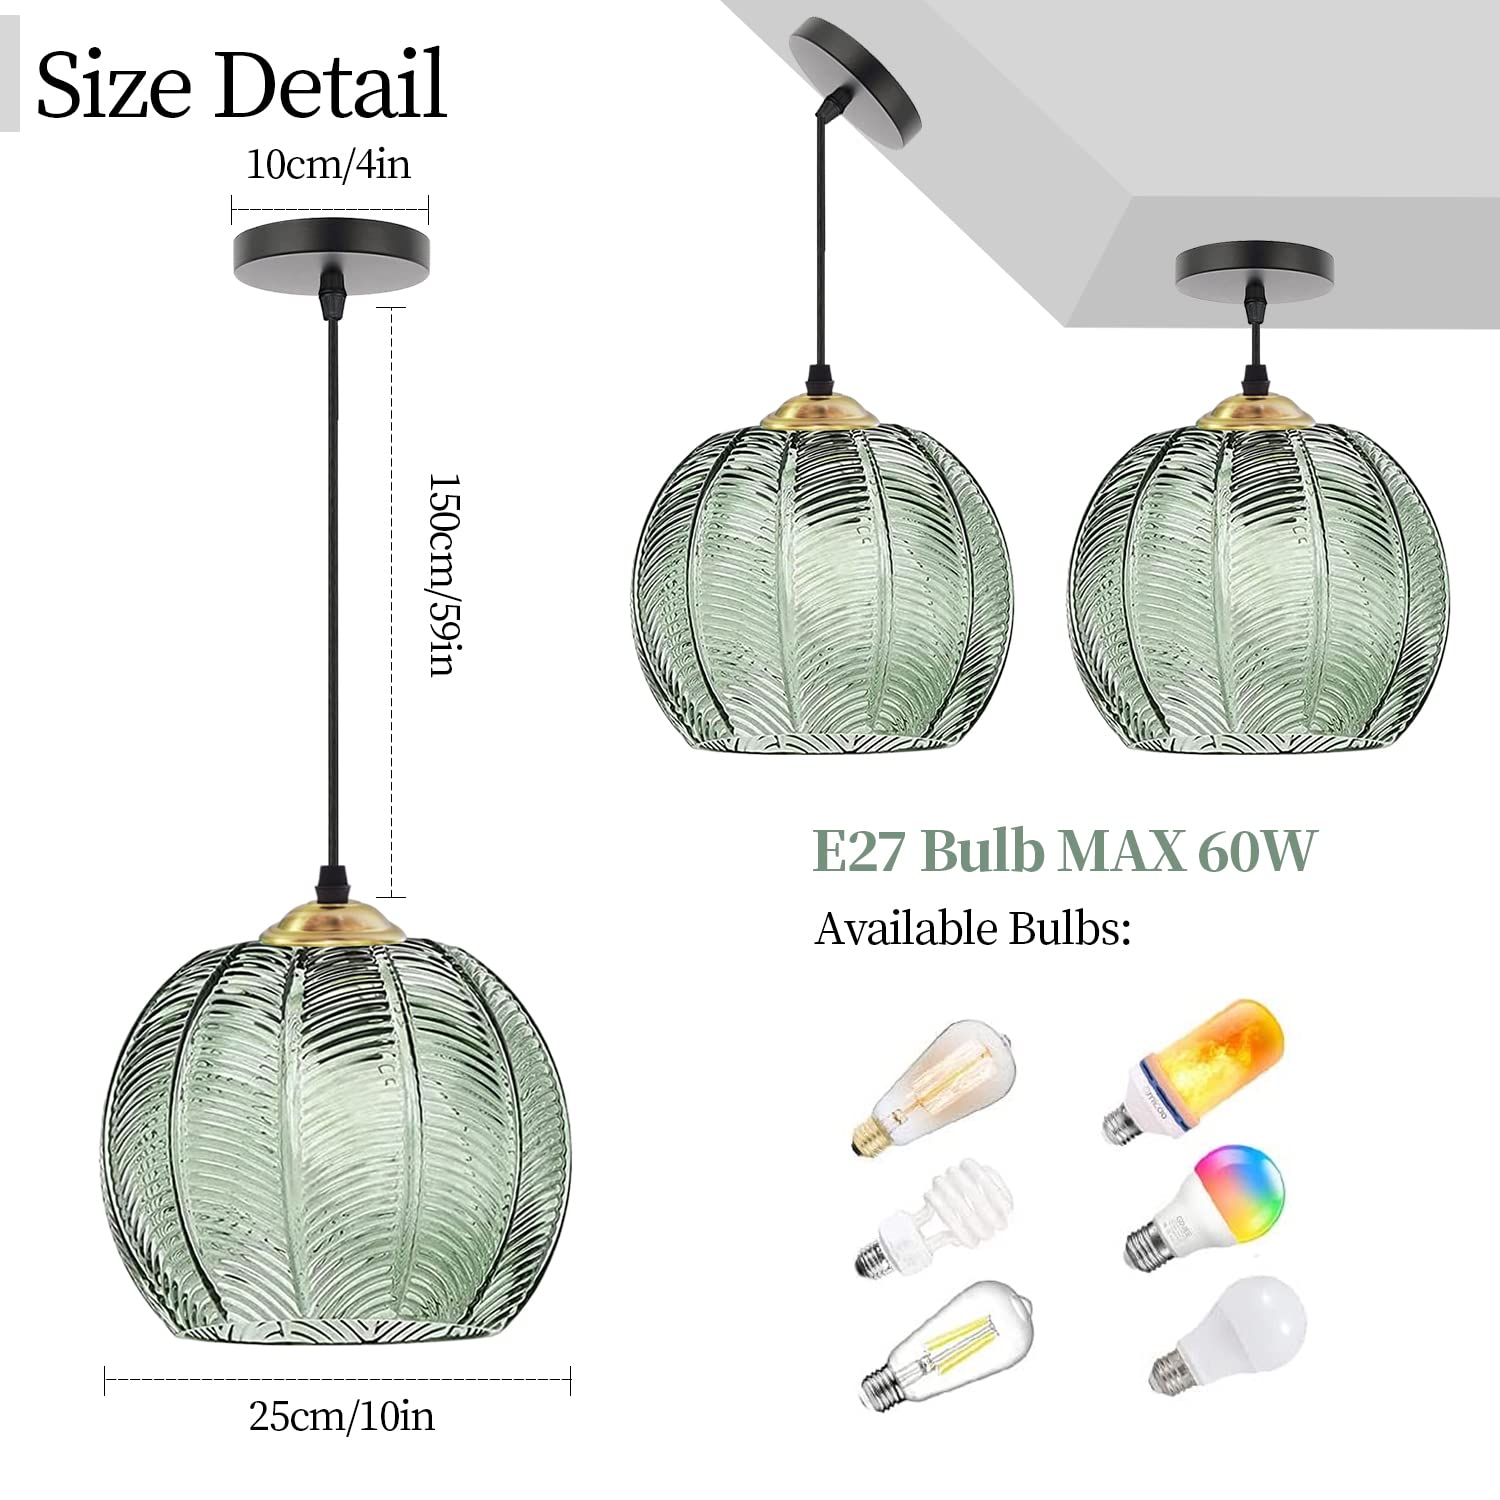 Size Detail
10cm/4in
150cm/59in
25cm/10in
E27 Bulb MAX 60W
Available Bulbs: